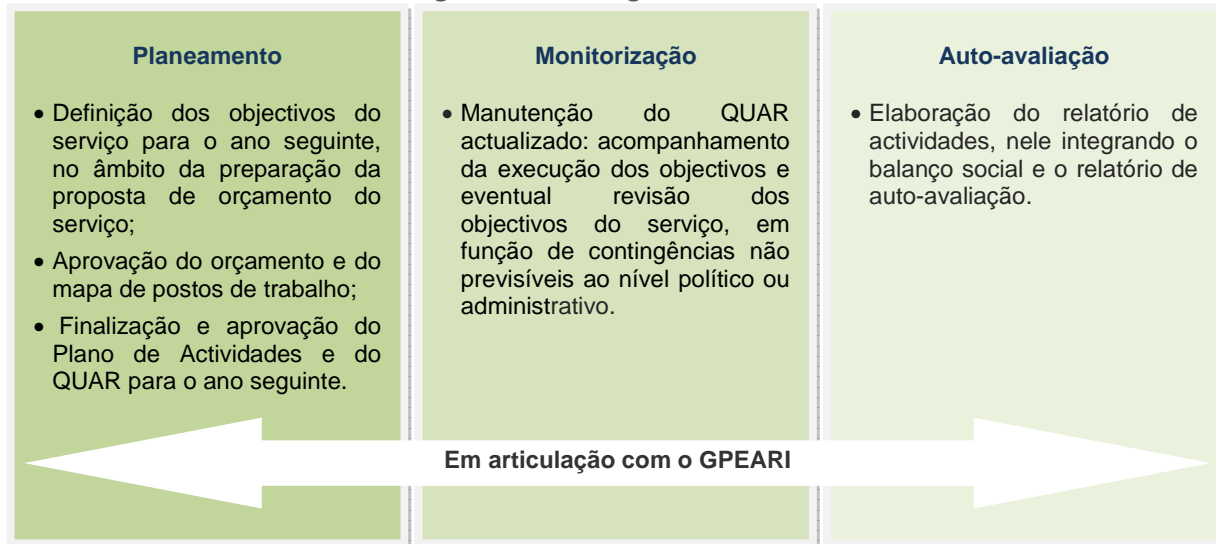 Planeamento
• Definição dos objectivos do
serviço para o ano seguinte,
no âmbito da preparação da
proposta de orçamento do
serviço;
• Aprovação do orçamento e do
mapa de postos de trabalho;
• Finalização e aprovação do
Plano de Actividades e do
QUAR para o ano seguinte.
Monitorização
• Manutenção do QUAR
actualizado: acompanhamento
da execução dos objectivos e
eventual revisão dos
objectivos do serviço, em
função de contingências não
previsíveis ao nível político ou
administrativo.
Auto-avaliação
• Elaboração do relatório de
actividades, nele integrando o
balanço social e o relatório de
auto-avaliação.
Em articulação com o GPEARI